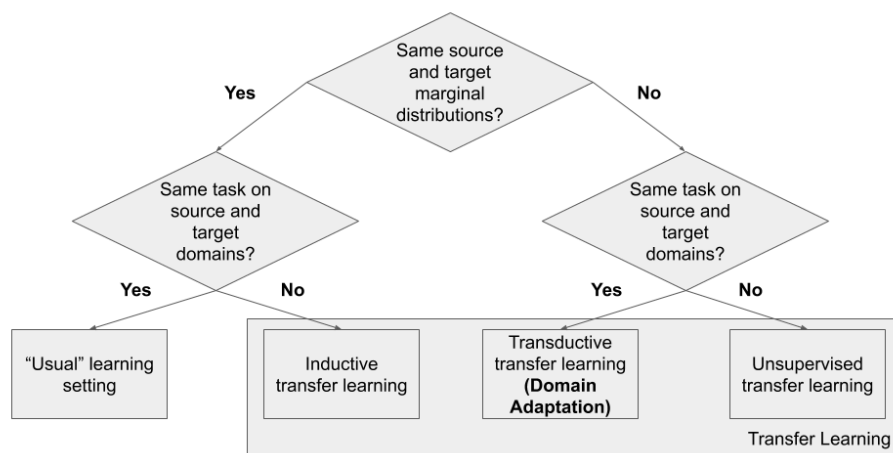 Same source
and target
marginal
distributions?
Yes
No
Same task on
source and
target
domains?
Same task on
source and
target
domains?
Yes
No
Yes
No
“Usual” learning
setting
Inductive
transfer learning
Transductive
transfer learning
(Domain
Adaptation)
Unsupervised
transfer learning
Transfer Learning